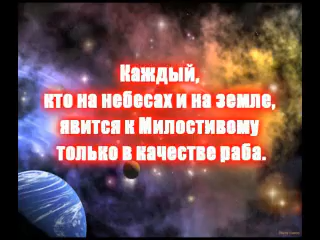 Каждый,
кто на небесах и на земле,
явится к Милостивому
только в качестве раба.